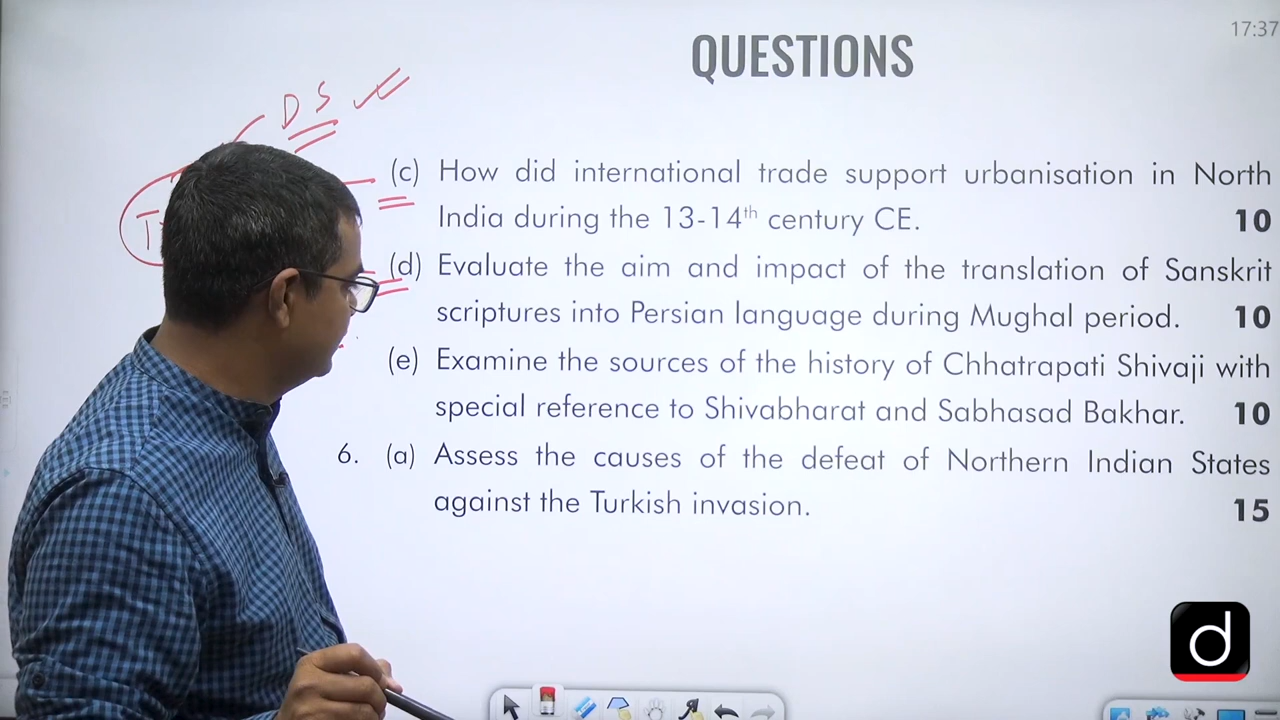 17:37
QUESTIONS
D S
(c) How did international trade support urbanisation in North
India during the 13-14th century CE. 10
(d) Evaluate the aim and impact of the translation of Sanskrit
scriptures into Persian language during Mughal period. 10
(e) Examine the sources of the history of Chhatrapati Shivaji with
special reference to Shivabharat and Sabhasad Bakhar. 10
6. (a) Assess the causes of the defeat of Northern Indian States
against the Turkish invasion. 15
d